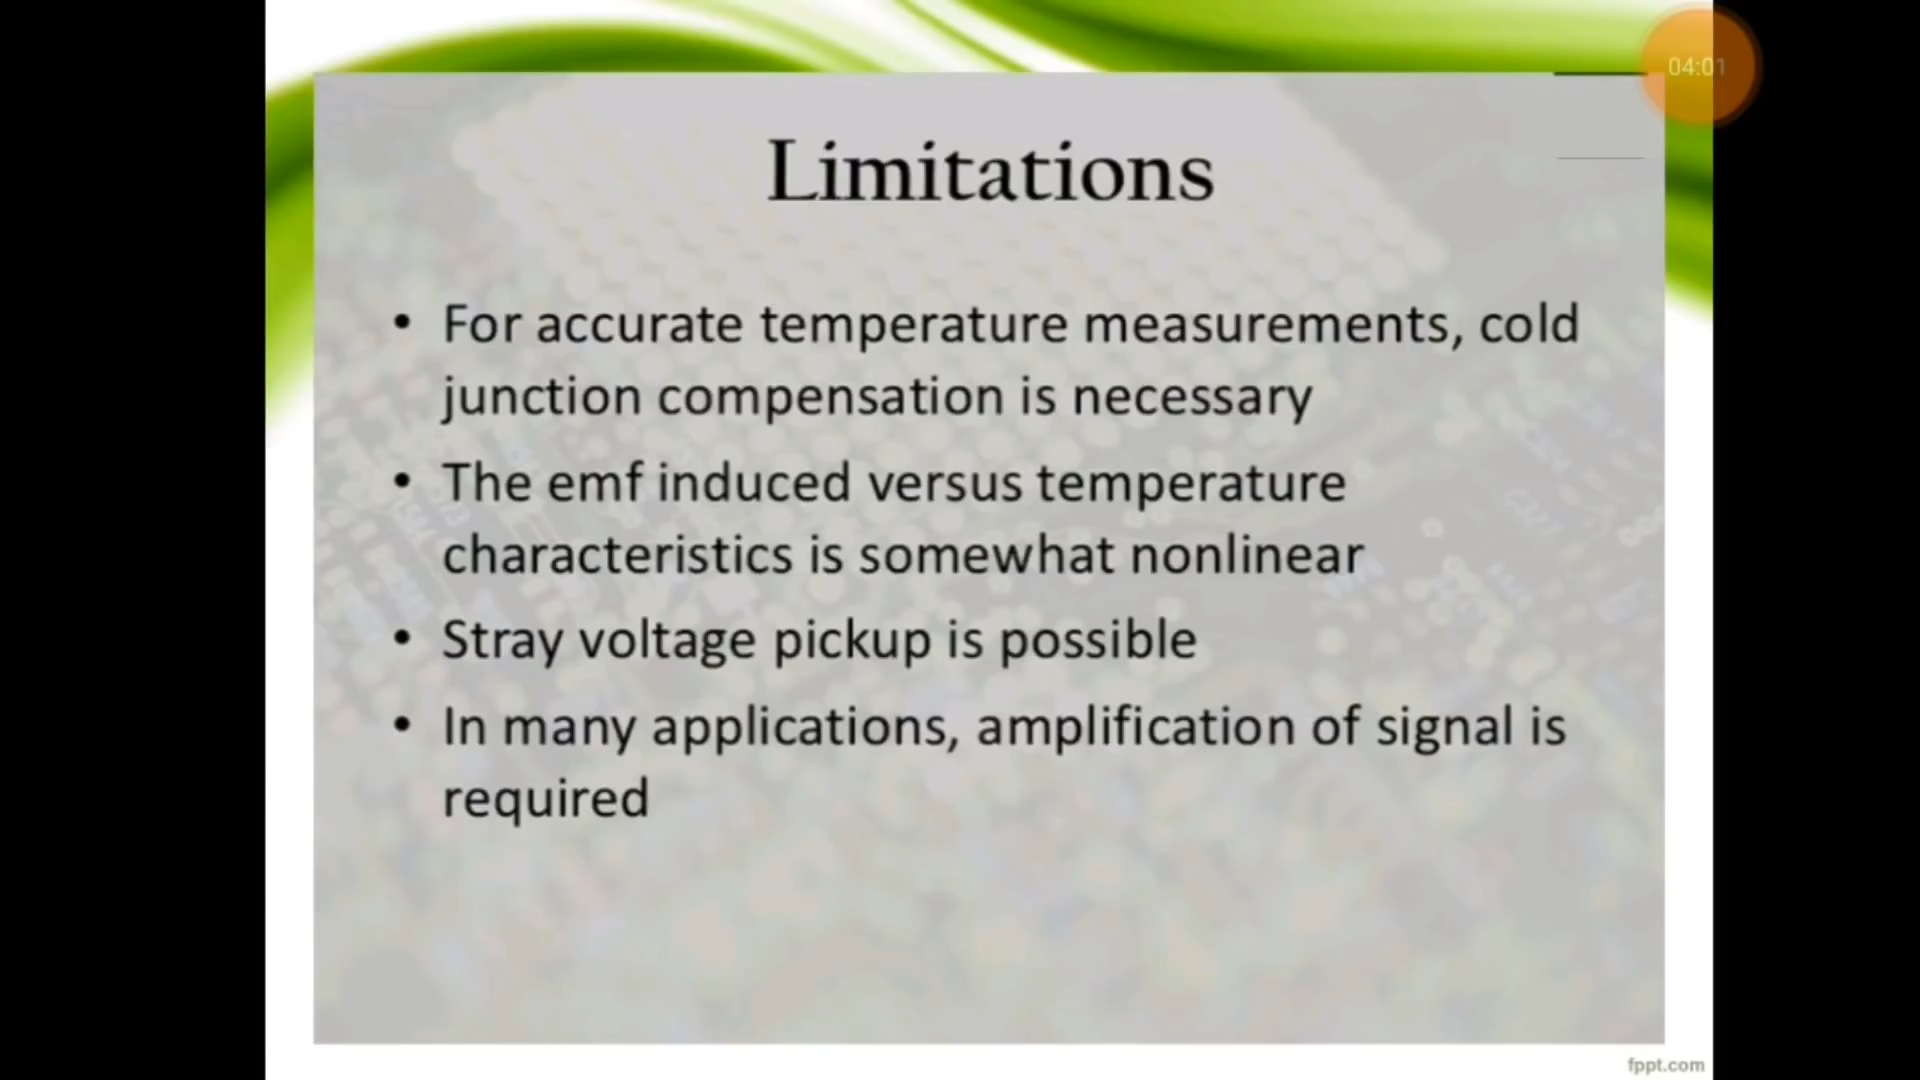 04:01
Limitations
• For accurate temperature measurements, cold
junction compensation is necessary
• The emf induced versus temperature
characteristics is somewhat nonlinear
• Stray voltage pickup is possible
• In many applications, amplification of signal is
required
fppt.com